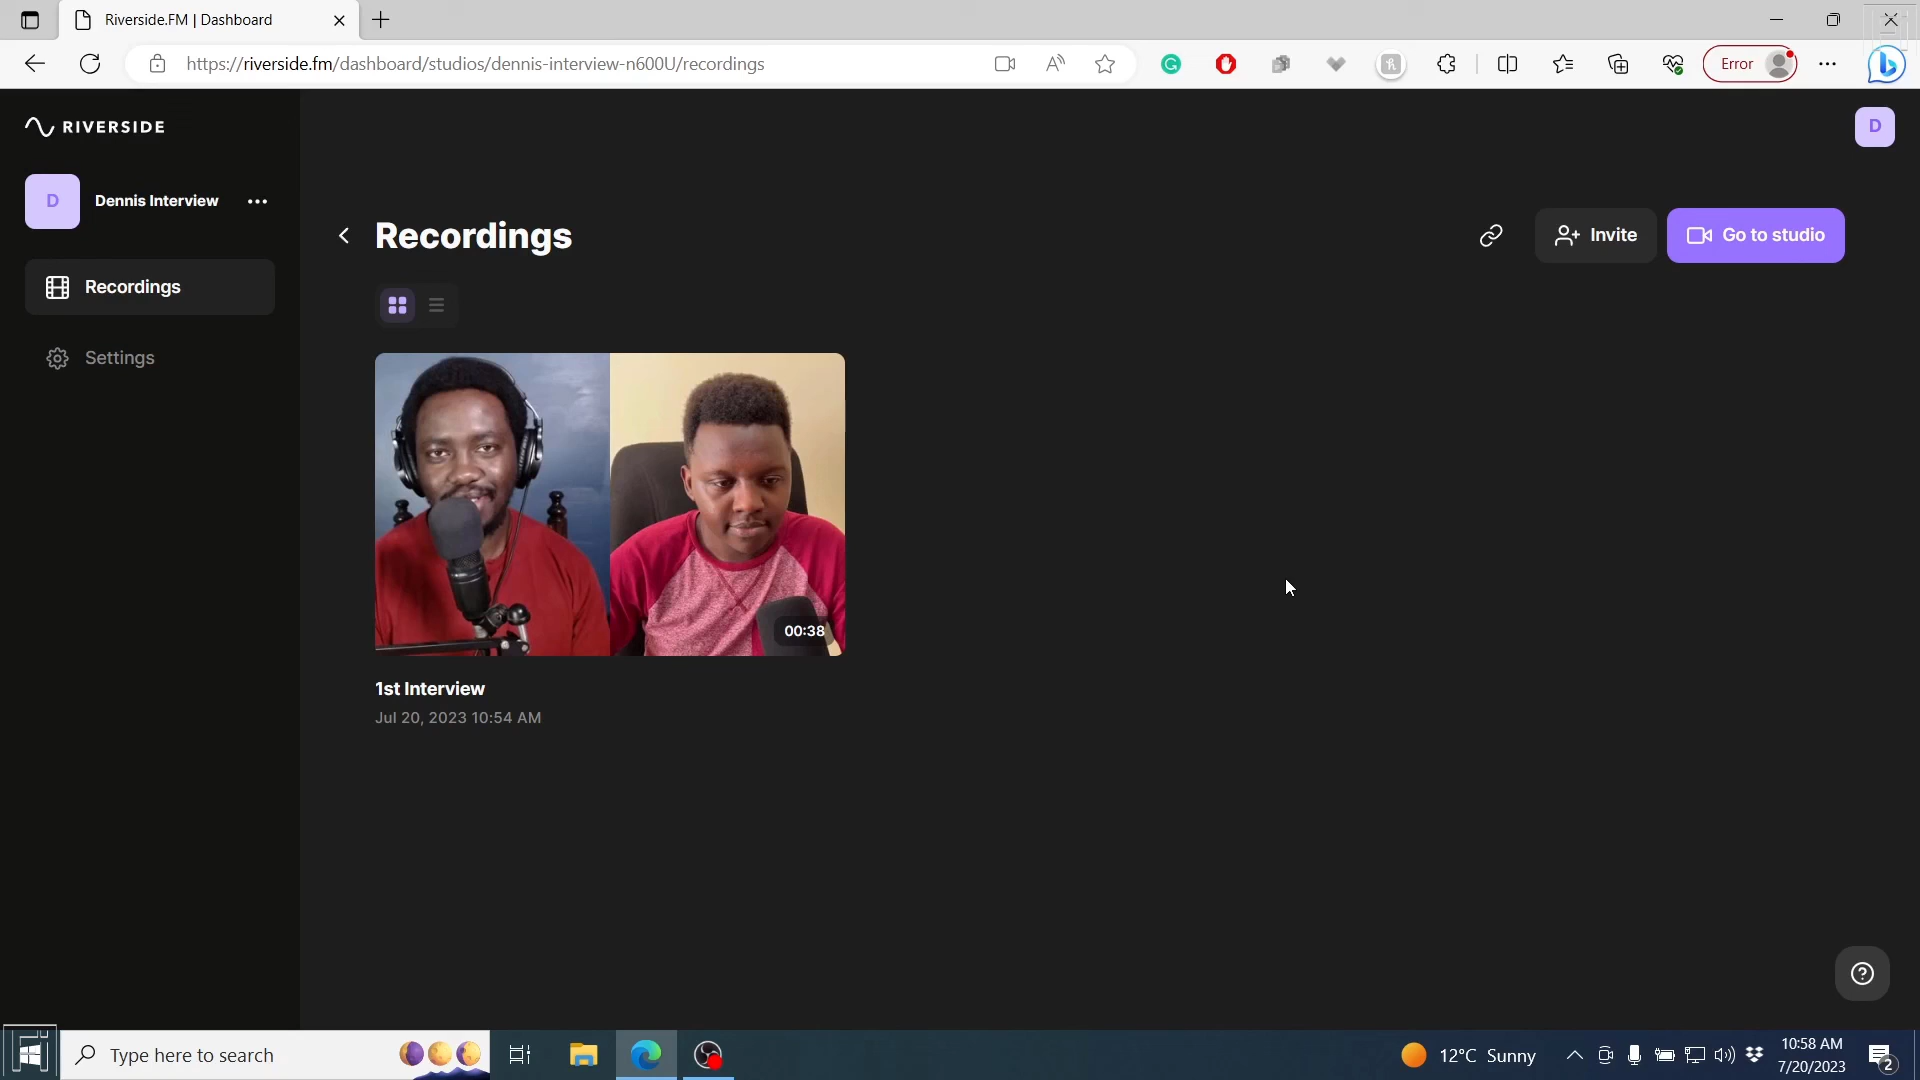 Riverside.FM | Dashboard
https://riverside.fm/dashboard/studios/dennis-interview-n600U/recordings
Error
RIVERSIDE
D
D
Dennis Interview
Recordings
Invite
Go to studio
Recordings
Settings
00:38
1st Interview
Jul 20, 2023 10:54 AM
Type here to search
12°C Sunny
10:58 AM
7/20/2023
2